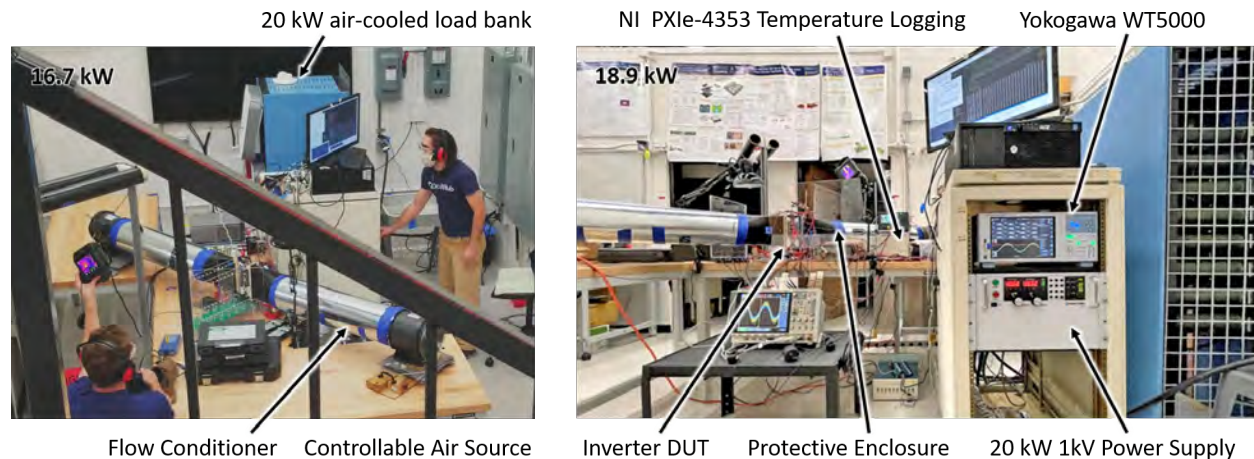 20 kW air-cooled load bank
NI PXIe-4353 Temperature Logging
Yokogawa WT5000
16.7 kW
18.9 kW
Flow Conditioner
Controllable Air Source
Inverter DUT
Protective Enclosure
20 kW 1kV Power Supply